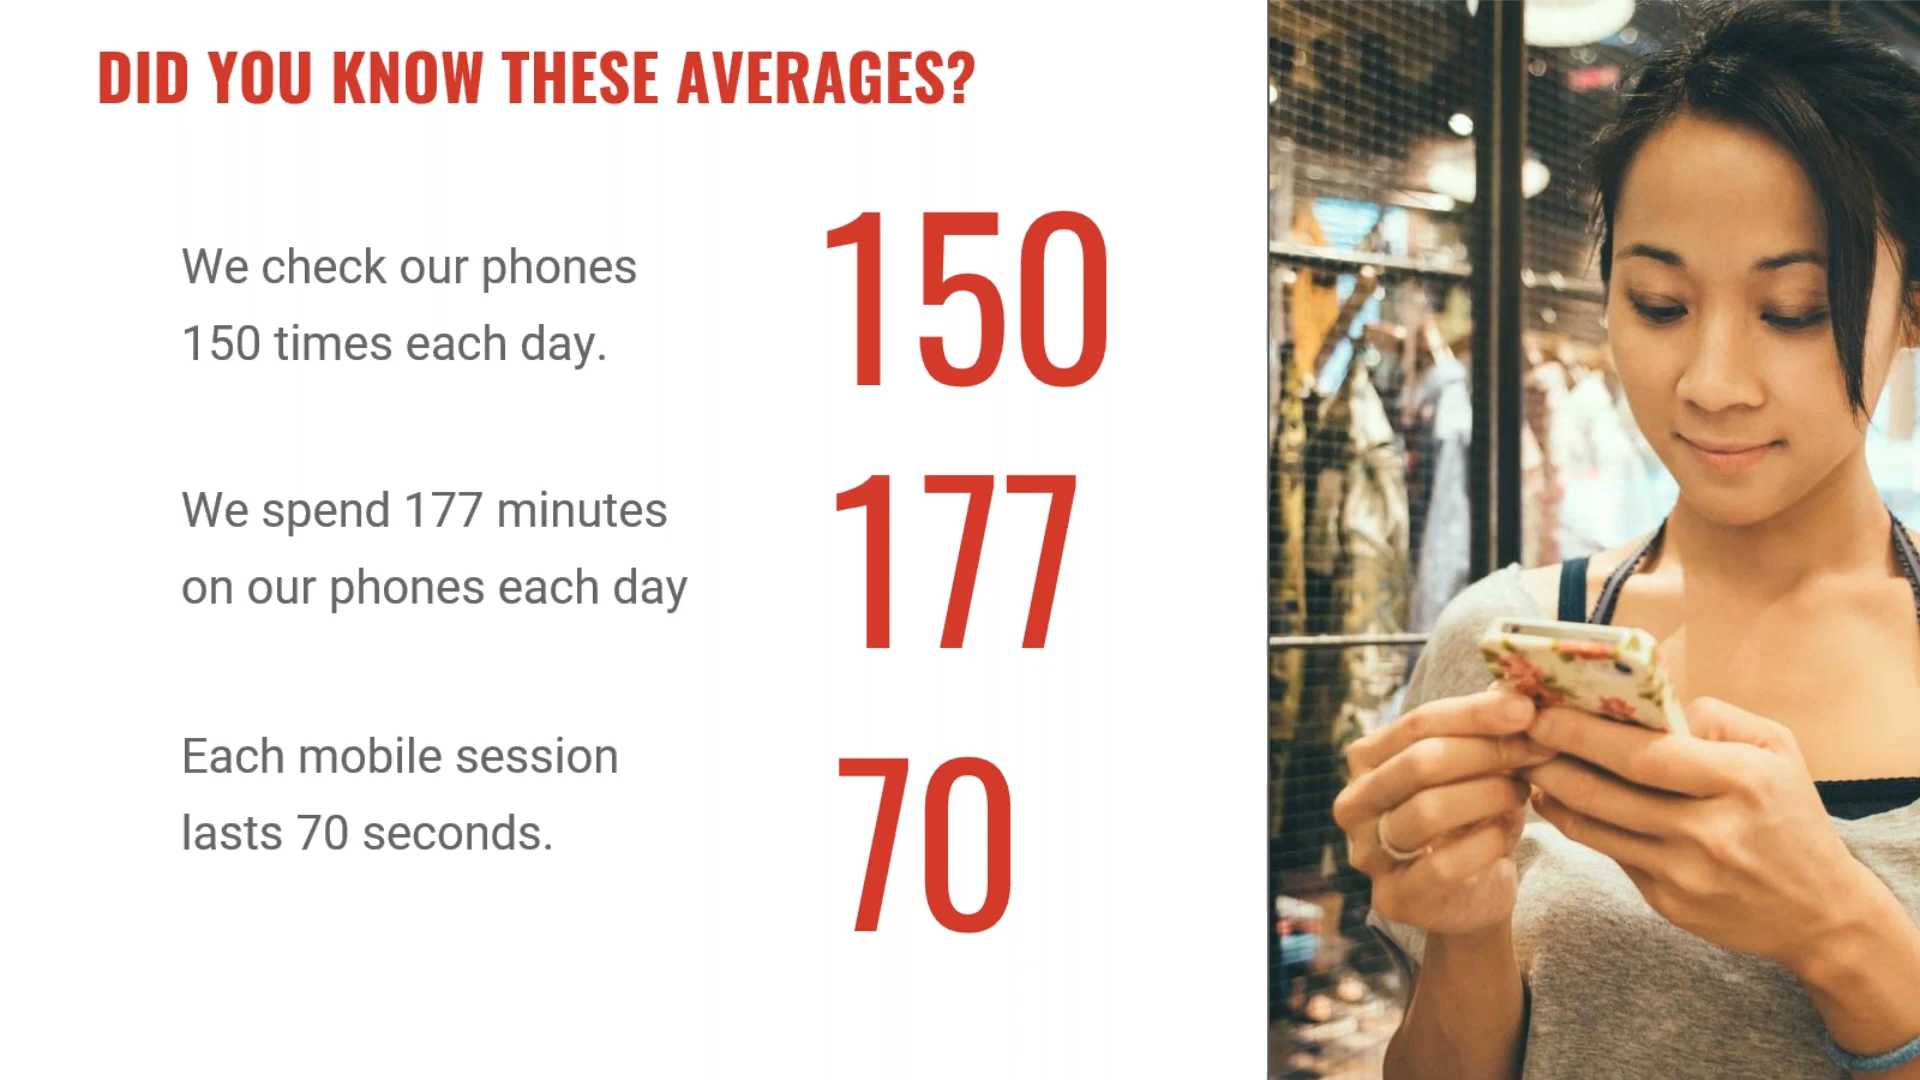 DID YOU KNOW THESE AVERAGES?
We check our phones
150 times each day.
150
We spend 177 minutes
on our phones each day
177
Each mobile session
lasts 70 seconds.
70